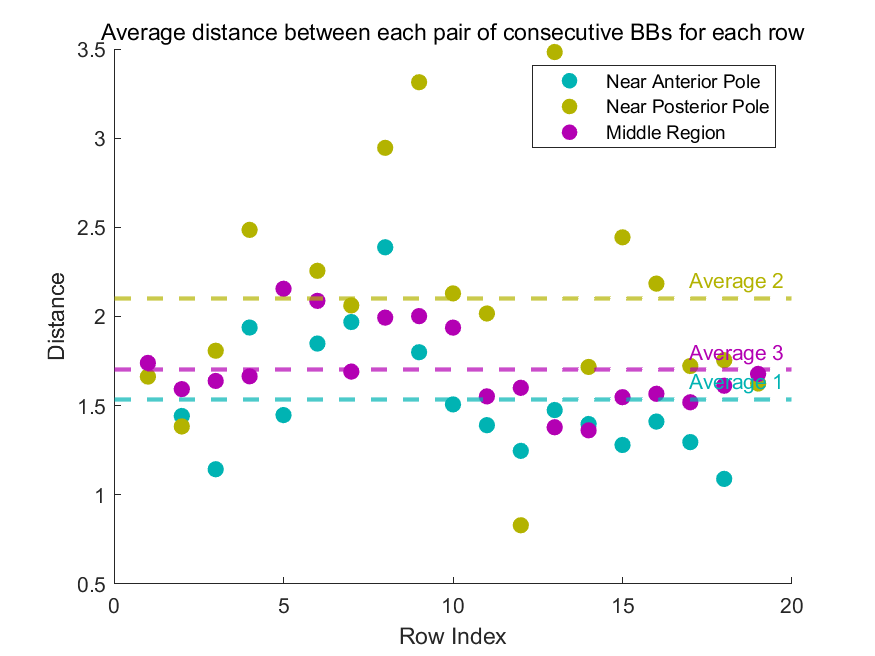 Average distance between each pair of consecutive BBs for each row
3.5
3
2.5
2
1.5
1
0.5
Distance
Near Anterior Pole
Near Posterior Pole
Middle Region
Average 2
Average 3
Average 1
0
5
10
15
20
Row Index